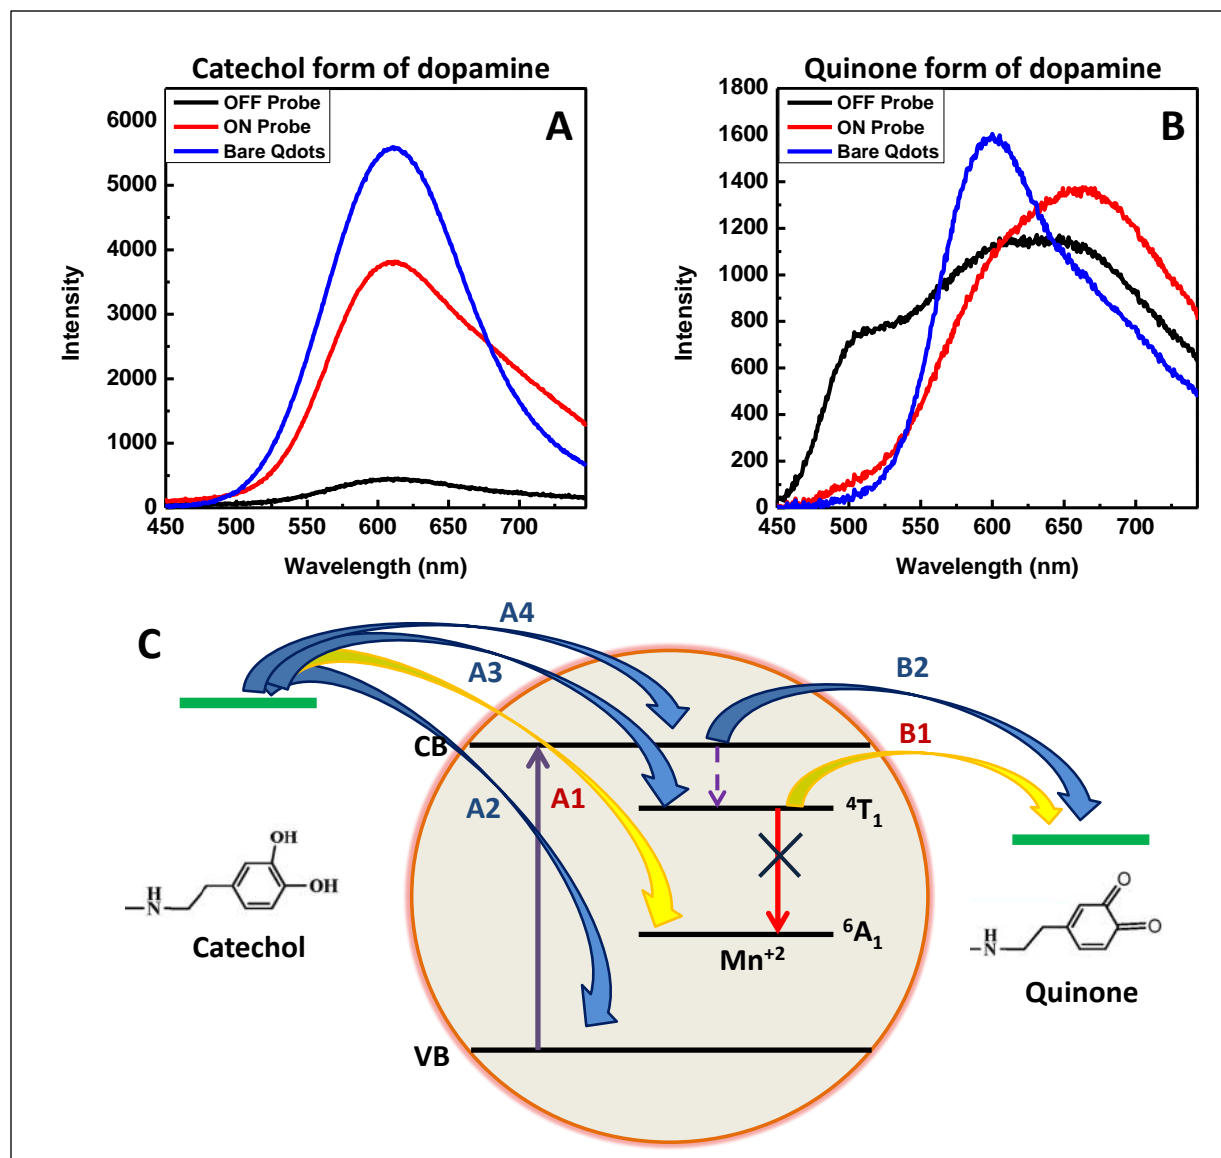 Catechol form of dopamine
OFF Probe
ON Probe
Bare Qdots
A
6000
5000
4000
3000
2000
1000
0
Intensity
450 500 550 600 650 700
Wavelength (nm)
Quinone form of dopamine
OFF Probe
ON Probe
Bare Qdots
B
1800
1600
1400
1200
1000
800
600
400
200
0
Intensity
450 500 550 600 650 700
Wavelength (nm)
C
A4
A3
A1
A2
B2
B1
CB
⁴T₁
⁶A₁
Mn⁺²
VB
OH
OH
H
N
Catechol
O
O
H
N
Quinone